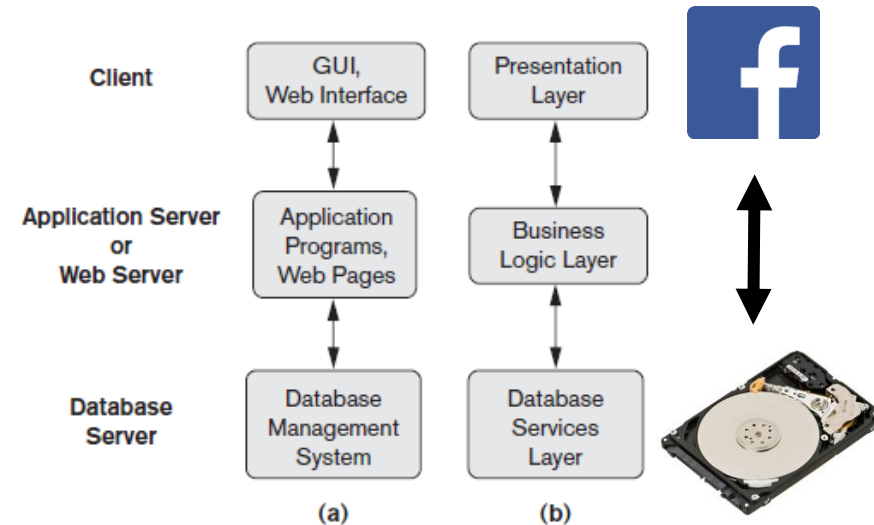 Client
GUI,
Web Interface
Presentation
Layer
f
Application Server
or
Web Server
Application
Programs,
Web Pages
Business
Logic Layer
Database
Server
Database
Management
System
Database
Services
Layer
(a)
(b)